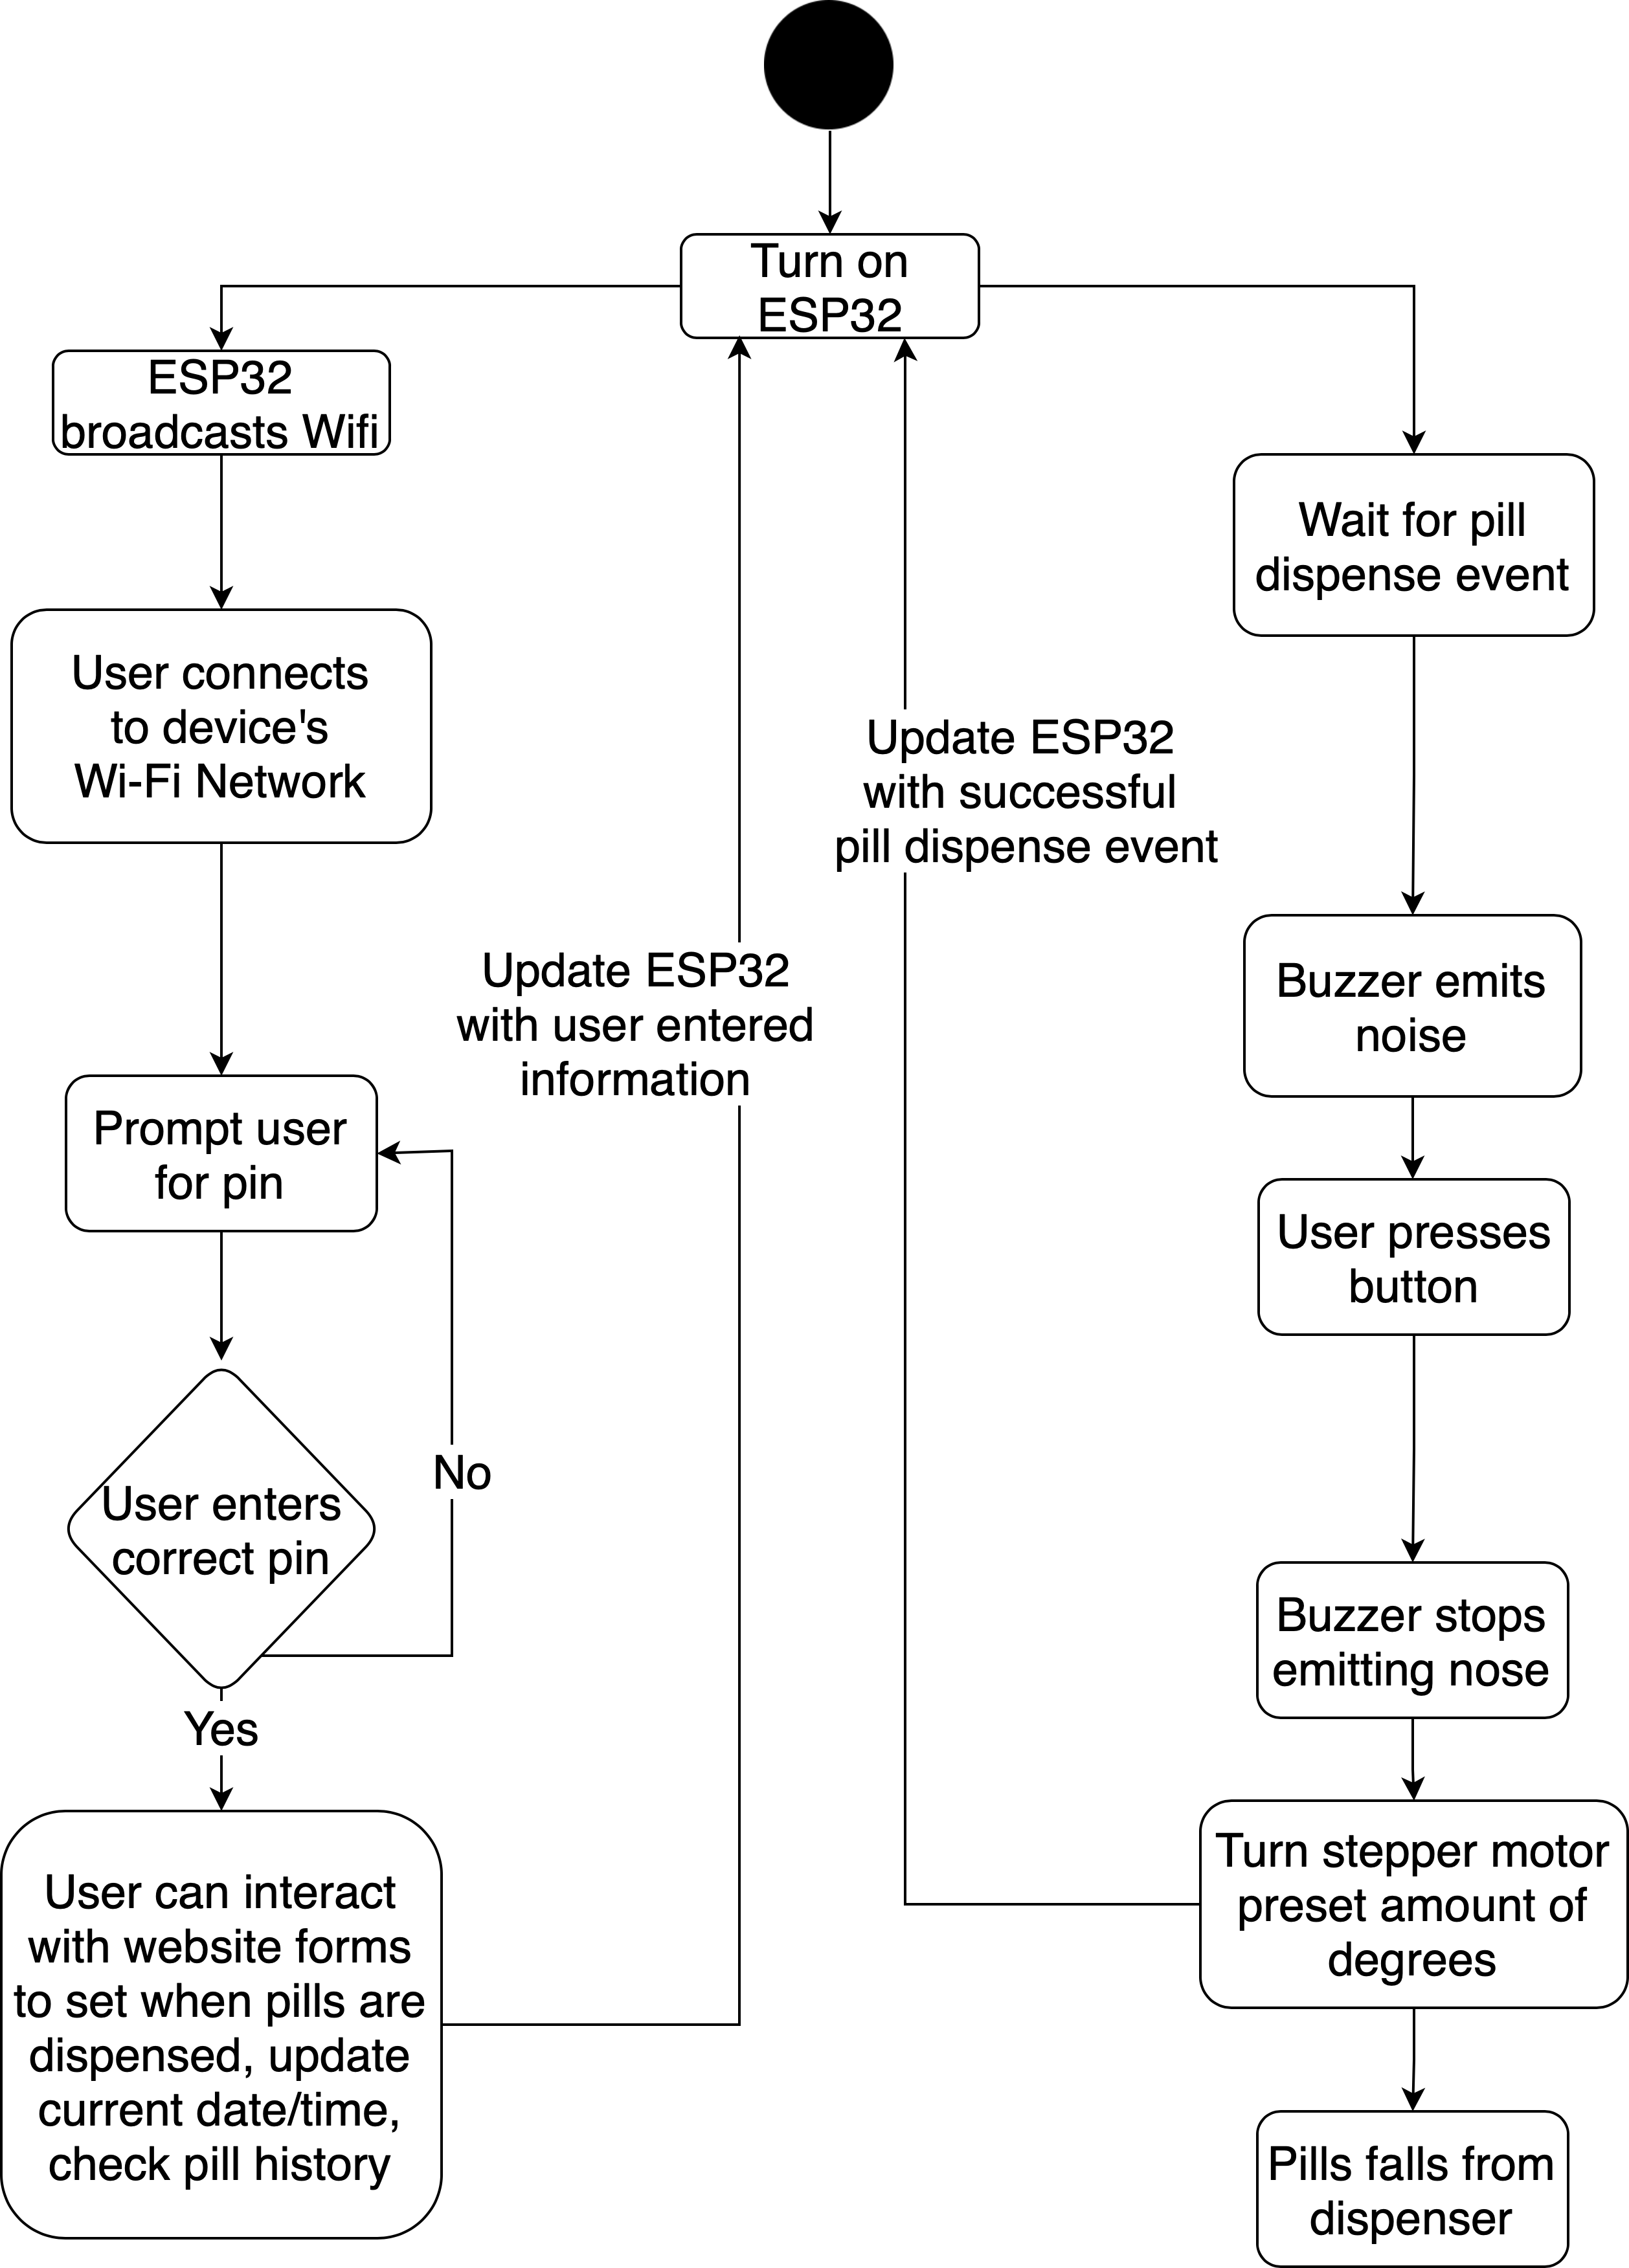 Turn on
ESP32
ESP32
broadcasts Wifi
User connects
to device's
Wi-Fi Network
Prompt user
for pin
User enters
correct pin
No
Yes
User can interact
with website forms
to set when pills are
dispensed, update
current date/time,
check pill history
Update ESP32
with user entered
information
Update ESP32
with successful
pill dispense event
Wait for pill
dispense event
Buzzer emits
noise
User presses
button
Buzzer stops
emitting nose
Turn stepper motor
preset amount of
degrees
Pills falls from
dispenser